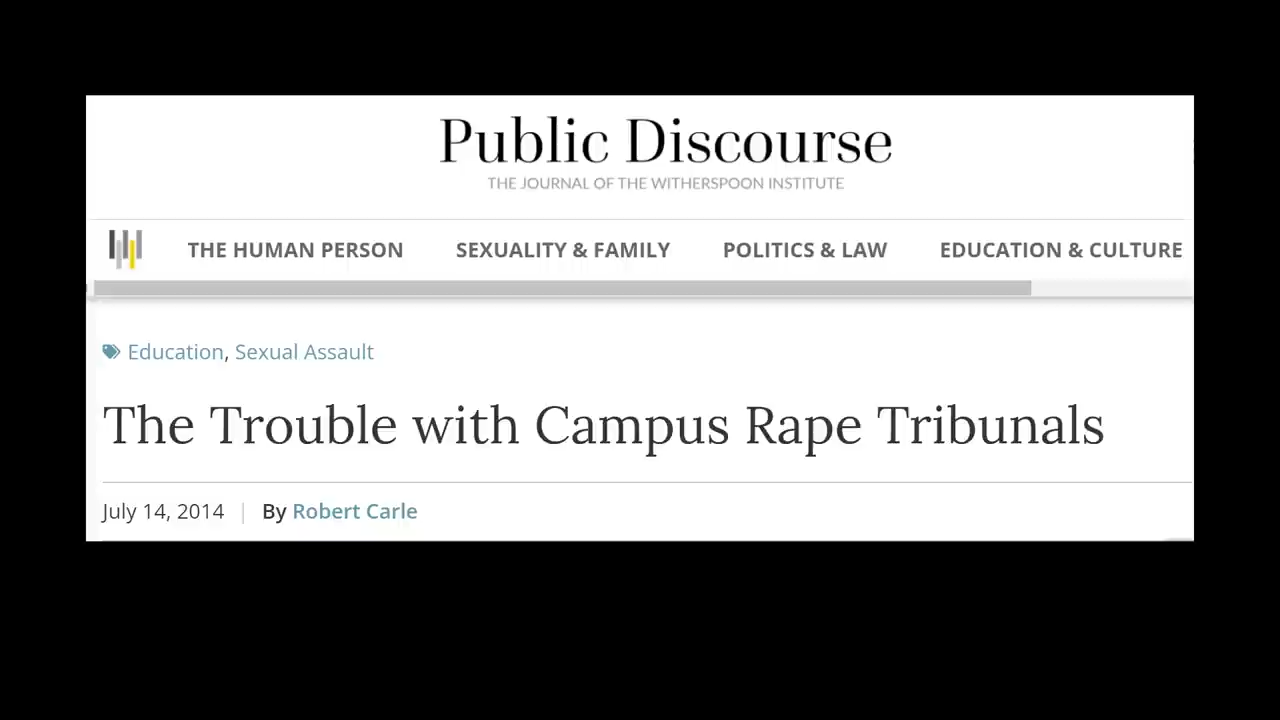 Public Discourse
THE JOURNAL OF THE WITHERSPOON INSTITUTE
THE HUMAN PERSON SEXUALITY & FAMILY POLITICS & LAW EDUCATION & CULTURE
Education, Sexual Assault
The Trouble with Campus Rape Tribunals
July 14, 2014 | By Robert Carle